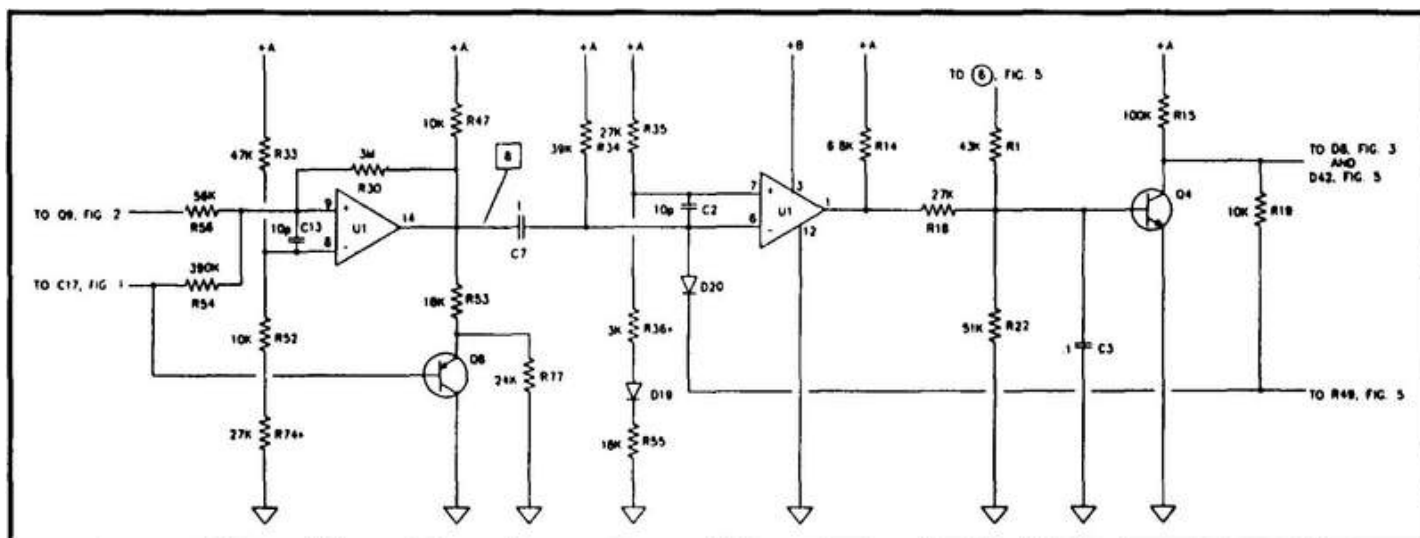 +A
+A
+A
+A
+B
+A
+A
TO 6, FIG. 5
47K R33
10K R47
3M
R30
39K R34
27K R35
6.8K R14
43K R1
100K R15
TO D8, FIG. 3
AND
D42, FIG. 5
8
56K
TO Q9, FIG. 2
R56
9
+
10p C13
U1
14
8
-
1
C7
7
+
10p C2
3
U1
1
6
-
12
27K
R18
Q4
10K R19
390K
TO C17, FIG. 1
R54
18K R53
D20
10K R52
3K R36*
51K R22
.1 C3
24K R77
D19
TO R49, FIG. 5
27K R74*
18K R55